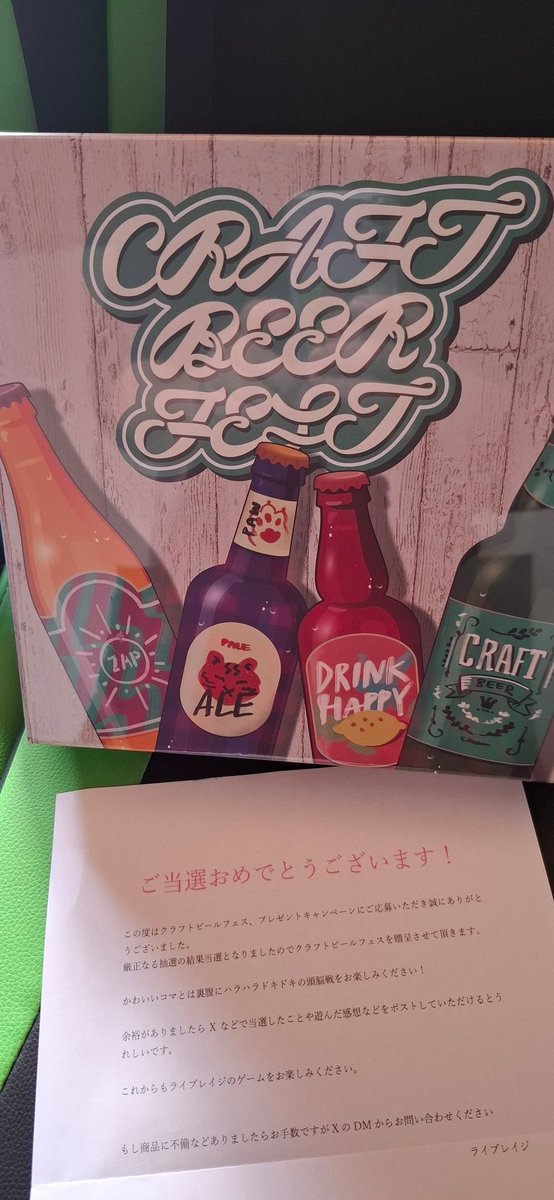 CRAFT
BEER
FEST
ZAP
PALE
ALE
DRINK
HAPPY
CRAFT
BEER
ご当選おめでとうございます！
この度はクラフトビールフェス、プレゼントキャンペーンにご応募いただき誠にありがと
うございました。
厳正なる抽選の結果当選となりましたのでクラフトビールフェスを贈呈させて頂きます。
かわいいコマとは裏腹にハラハラドキドキの頭脳戦をお楽しみください！
余裕がありましたら X などで当選したことや遊んだ感想などをポストしていただけるとう
れしいです。
これからもライブレイジのゲームをお楽しみください。
もし商品に不備などありましたらお手数ですが X の DM からお問い合わせください
ライブレイジ